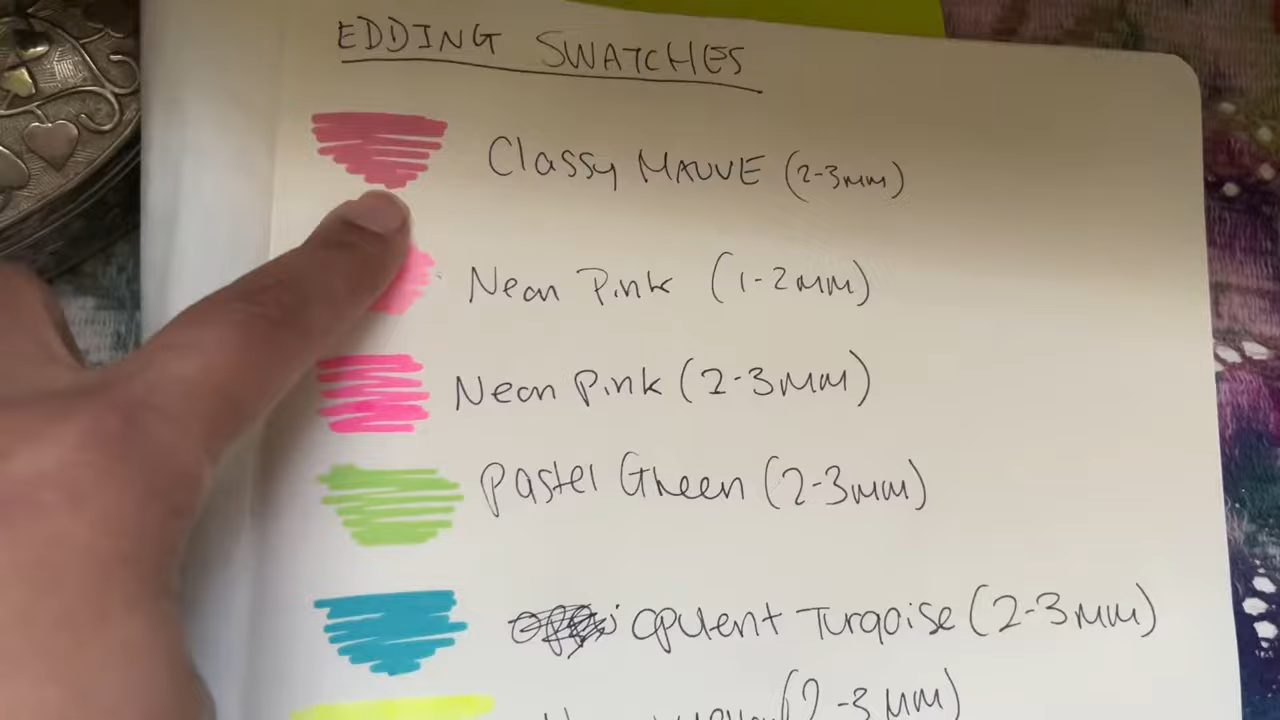 EDDING SWATCHES
Classy MAUVE (2-3mm)
Neon Pink (1-2mm)
Neon Pink (2-3mm)
Pastel Green (2-3mm)
opulent Turqoise (2-3mm)
(2-3mm)